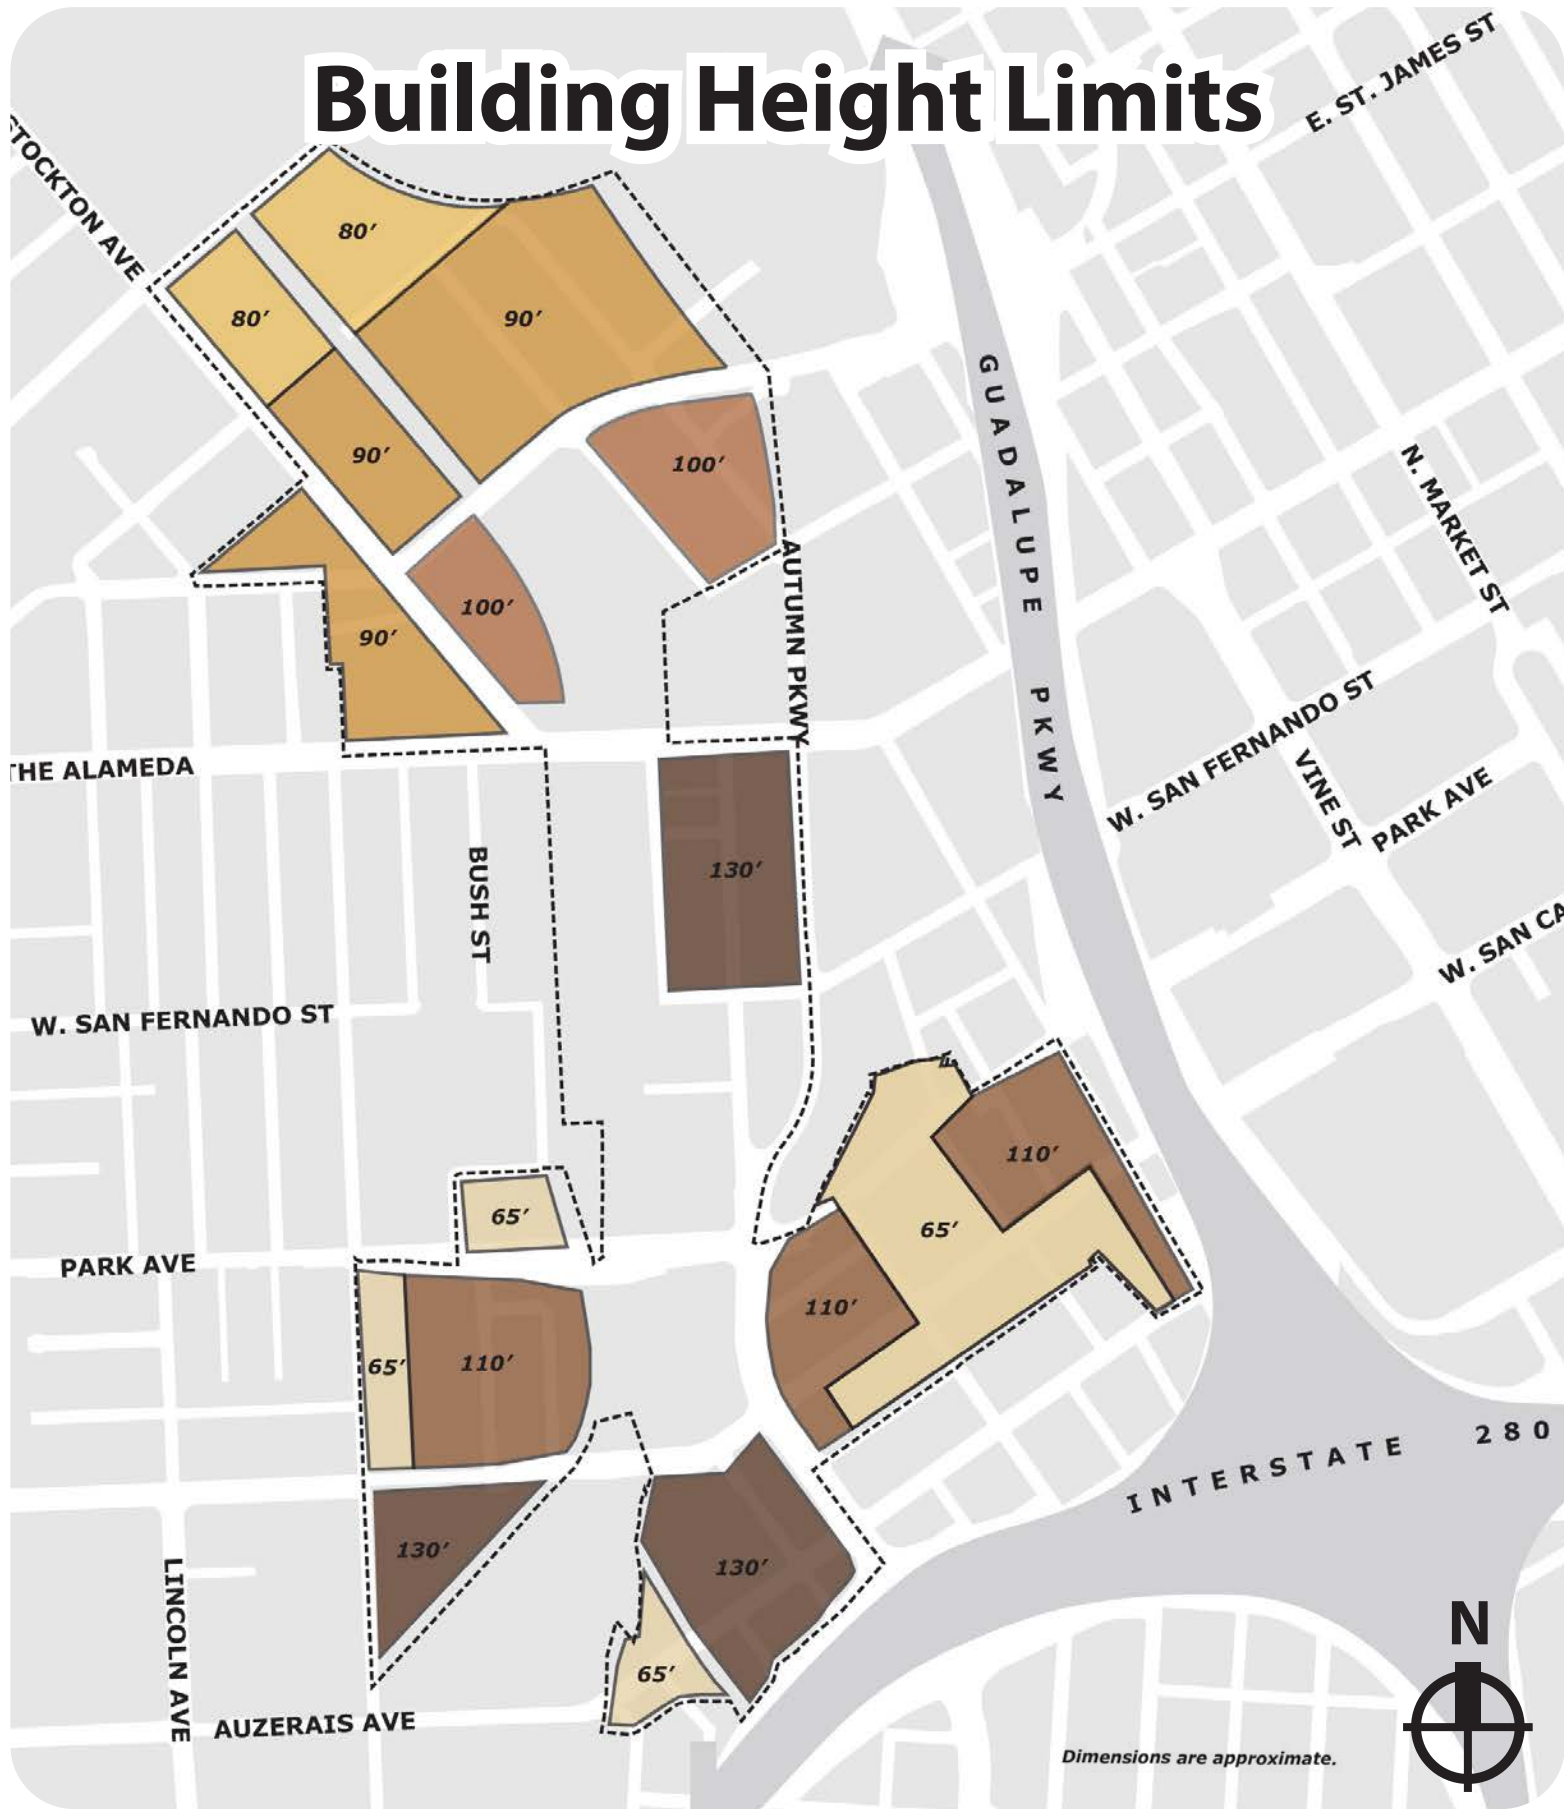 Building Height Limits
E. ST. JAMES ST
STOCKTON AVE
80′
80′
90′
GUADALUPE PKWY
90′
100′
N. MARKET ST
100′
90′
AUTUMN PKWY
W. SAN FERNANDO ST
THE ALAMEDA
VINE ST
PARK AVE
BUSH ST
130′
W. SAN CA
W. SAN FERNANDO ST
110′
65′
65′
PARK AVE
110′
65′
110′
INTERSTATE 280
130′
130′
LINCOLN AVE
65′
N
AUZERAIS AVE
Dimensions are approximate.